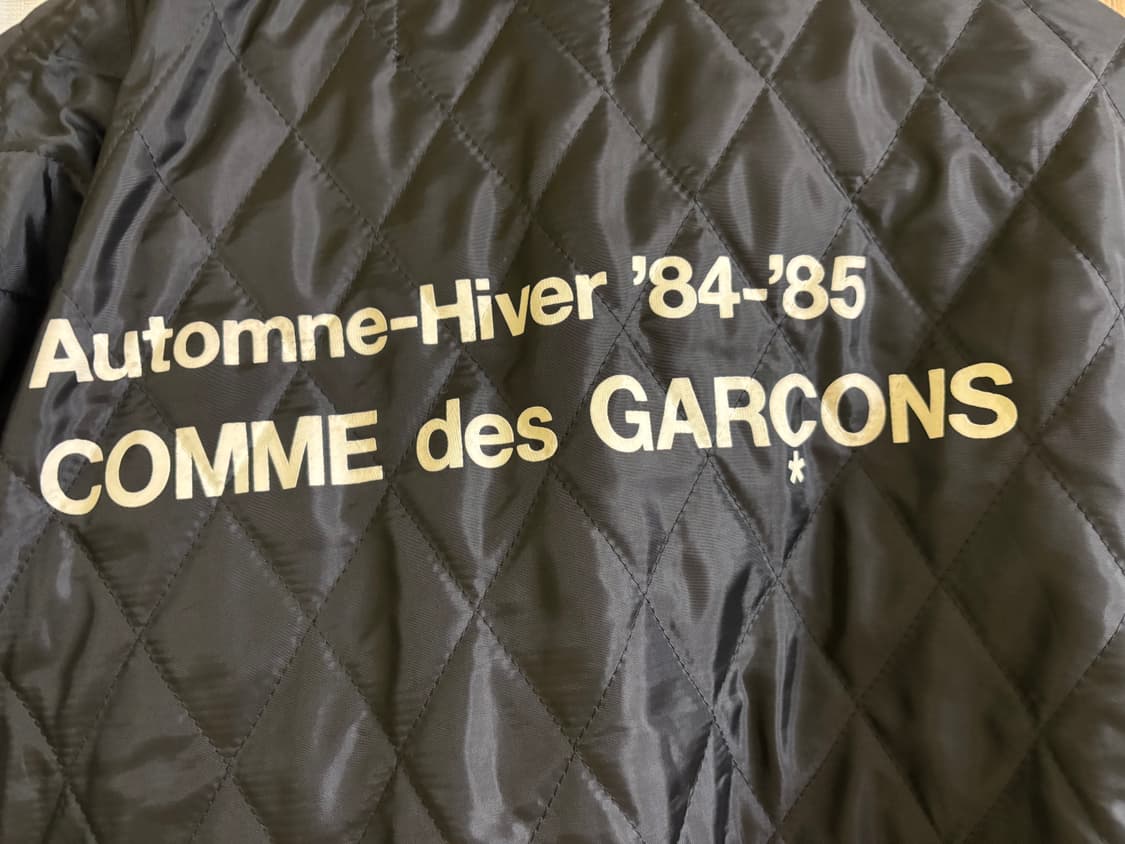 Automne-Hiver ’84-’85
COMME des GARÇONS
*